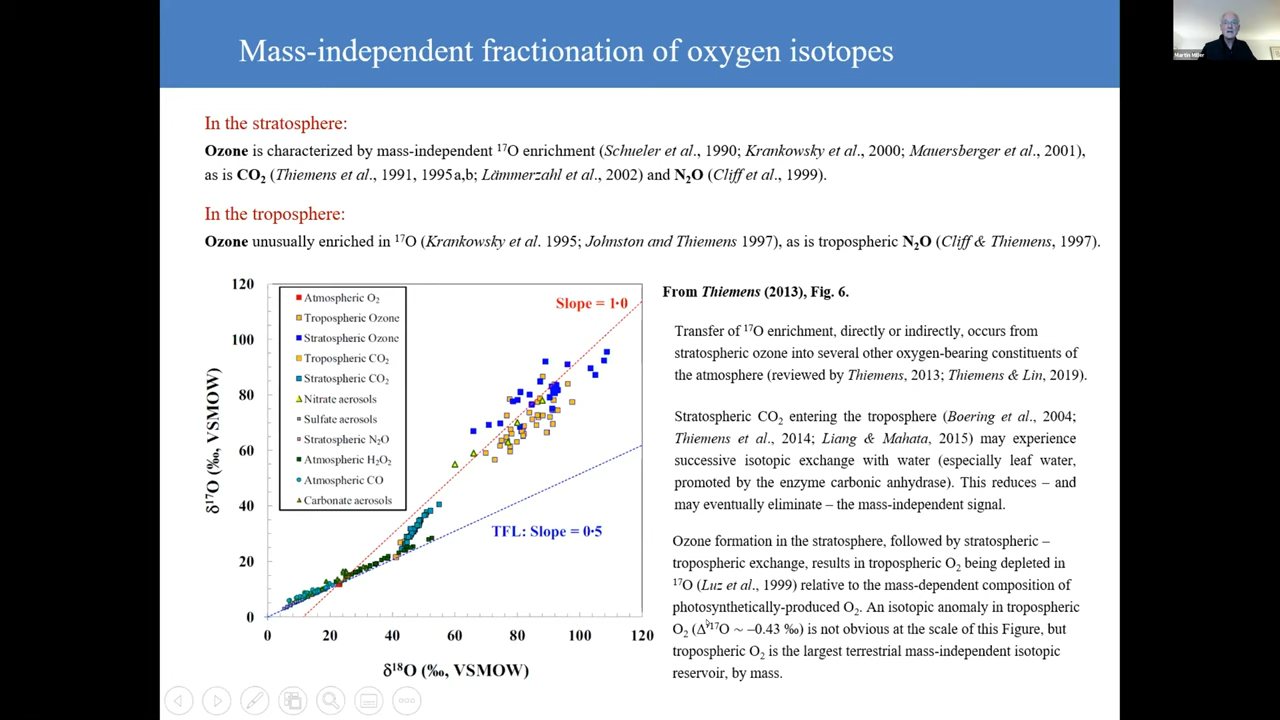 Mass-independent fractionation of oxygen isotopes
Martin Miller
In the stratosphere:
Ozone is characterized by mass-independent ¹⁷O enrichment (Schueler et al., 1990; Krankowsky et al., 2000; Mauersberger et al., 2001),
as is CO₂ (Thiemens et al., 1991, 1995a,b; Lämmerzahl et al., 2002) and N₂O (Cliff et al., 1999).
In the troposphere:
Ozone unusually enriched in ¹⁷O (Krankowsky et al. 1995; Johnston and Thiemens 1997), as is tropospheric N₂O (Cliff & Thiemens, 1997).
δ¹⁷O (‰, VSMOW)
120
100
80
60
40
20
0
Atmospheric O₂
Tropospheric Ozone
Stratospheric Ozone
Tropospheric CO₂
Stratospheric CO₂
Nitrate aerosols
Sulfate aerosols
Stratospheric N₂O
Atmospheric H₂O₂
Atmospheric CO
Carbonate aerosols
Slope = 1·0
TFL: Slope = 0·5
0 20 40 60 80 100 120
δ¹⁸O (‰, VSMOW)
From Thiemens (2013), Fig. 6.
Transfer of ¹⁷O enrichment, directly or indirectly, occurs from
stratospheric ozone into several other oxygen-bearing constituents of
the atmosphere (reviewed by Thiemens, 2013; Thiemens & Lin, 2019).
Stratospheric CO₂ entering the troposphere (Boering et al., 2004;
Thiemens et al., 2014; Liang & Mahata, 2015) may experience
successive isotopic exchange with water (especially leaf water,
promoted by the enzyme carbonic anhydrase). This reduces – and
may eventually eliminate – the mass-independent signal.
Ozone formation in the stratosphere, followed by stratospheric –
tropospheric exchange, results in tropospheric O₂ being depleted in
¹⁷O (Luz et al., 1999) relative to the mass-dependent composition of
photosynthetically-produced O₂. An isotopic anomaly in tropospheric
O₂ (Δ'¹⁷O ~ –0.43 ‰) is not obvious at the scale of this Figure, but
tropospheric O₂ is the largest terrestrial mass-independent isotopic
reservoir, by mass.